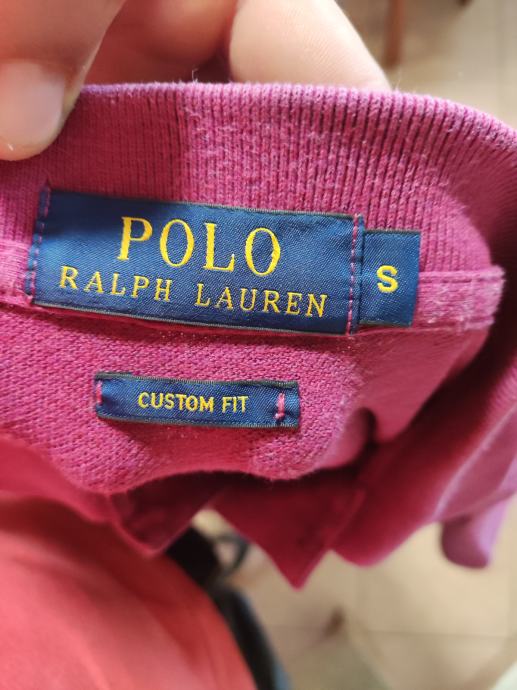 POLO
RALPH LAUREN
S
CUSTOM FIT